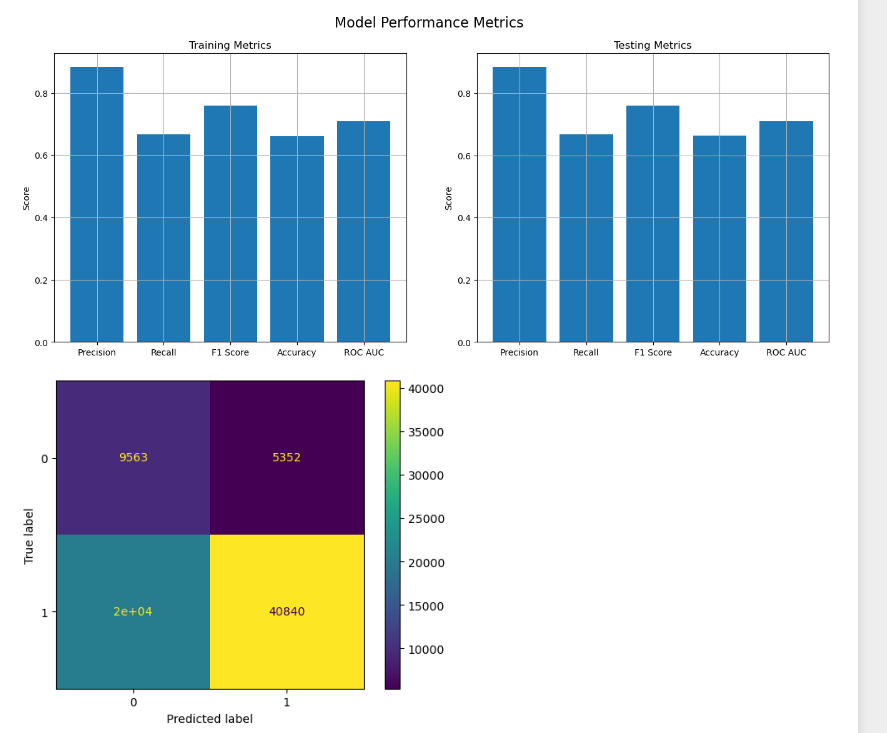 Model Performance Metrics
Training Metrics
Score
0.8
0.6
0.4
0.2
0.0
Precision Recall F1 Score Accuracy ROC AUC
Testing Metrics
Score
0.8
0.6
0.4
0.2
0.0
Precision Recall F1 Score Accuracy ROC AUC
True label
0
1
9563 5352
2e+04 40840
0 1
Predicted label
40000
35000
30000
25000
20000
15000
10000